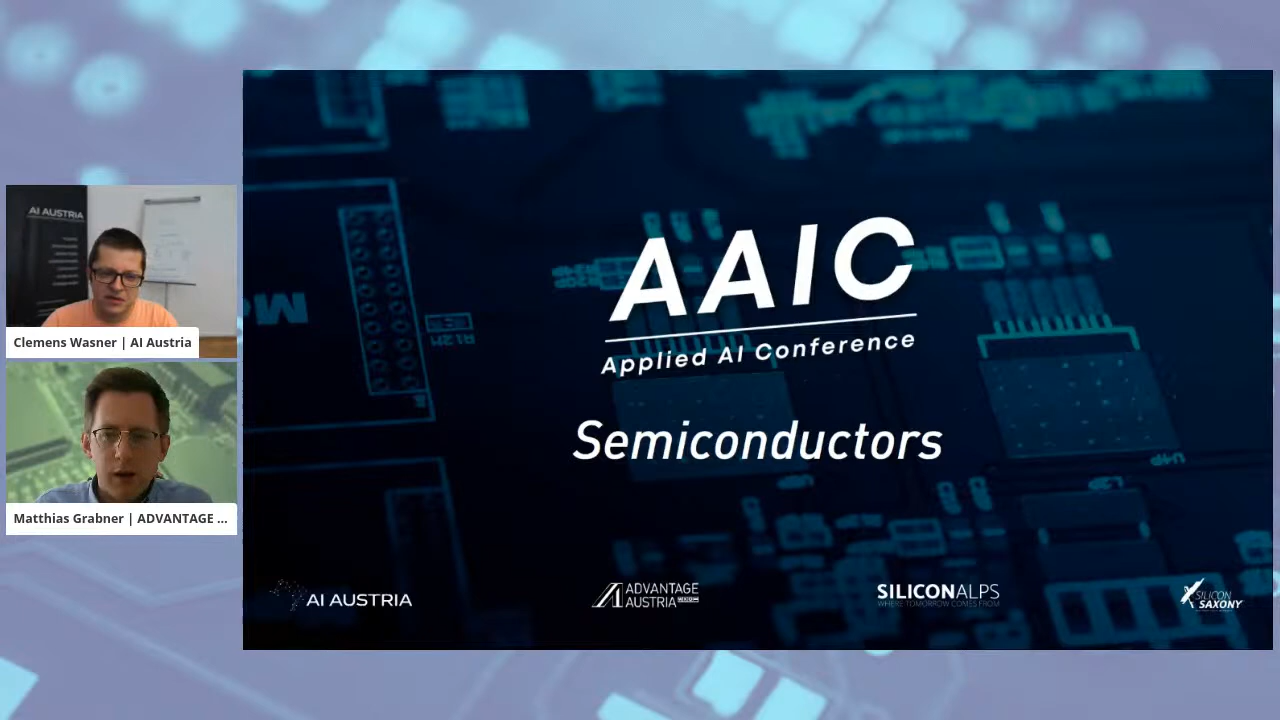 AI AUSTRIA
Clemens Wasner | AI Austria
Matthias Grabner | ADVANTAGE ...
AAIC
Applied AI Conference
Semiconductors
R12M
AI AUSTRIA
ADVANTAGE
AUSTRIA
SILICONALPS
WHERE TOMORROW COMES FROM
SILICON
SAXONY